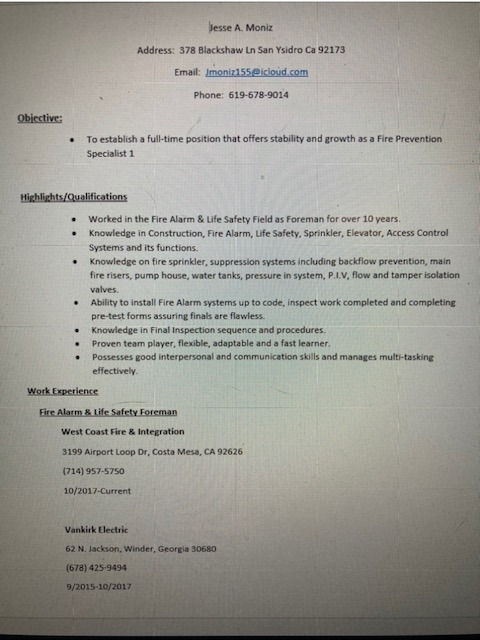 Jesse A. Moniz
Address: 378 Blackshaw Ln San Ysidro Ca 92173
Email: Jmoniz155@icloud.com
Phone: 619-678-9014
Objective:
• To establish a full-time position that offers stability and growth as a Fire Prevention
Specialist 1
Highlights/Qualifications
• Worked in the Fire Alarm & Life Safety Field as Foreman for over 10 years.
• Knowledge in Construction, Fire Alarm, Life Safety, Sprinkler, Elevator, Access Control
Systems and its functions.
• Knowledge on fire sprinkler, suppression systems including backflow prevention, main
fire risers, pump house, water tanks, pressure in system, P.I.V, flow and tamper isolation
valves.
• Ability to install Fire Alarm systems up to code, inspect work completed and completing
pre-test forms assuring finals are flawless.
• Knowledge in Final Inspection sequence and procedures.
• Proven team player, flexible, adaptable and a fast learner.
• Possesses good interpersonal and communication skills and manages multi-tasking
effectively.
Work Experience
Fire Alarm & Life Safety Foreman
West Coast Fire & Integration
3199 Airport Loop Dr, Costa Mesa, CA 92626
(714) 957-5750
10/2017-Current
Vankirk Electric
62 N. Jackson, Winder, Georgia 30680
(678) 425-9494
9/2015-10/2017